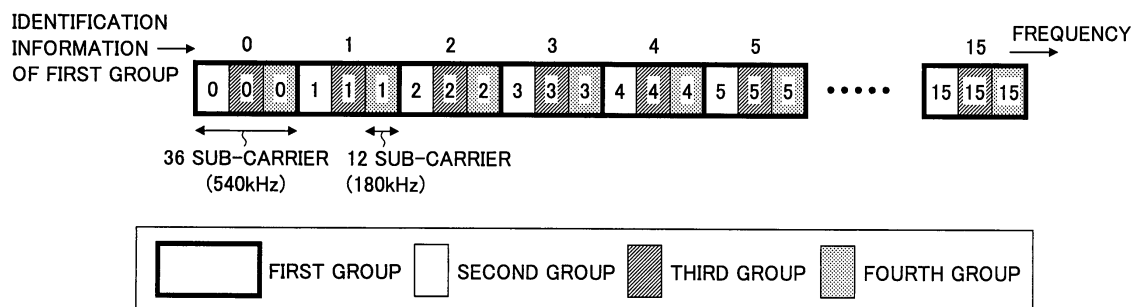 IDENTIFICATION
INFORMATION
OF FIRST GROUP
0 1 2 3 4 5 15
FREQUENCY
0 0 0 1 1 1 2 2 2 3 3 3 4 4 4 5 5 5 ••••• 15 15 15
36 SUB-CARRIER
(540kHz)
12 SUB-CARRIER
(180kHz)
FIRST GROUP SECOND GROUP THIRD GROUP FOURTH GROUP